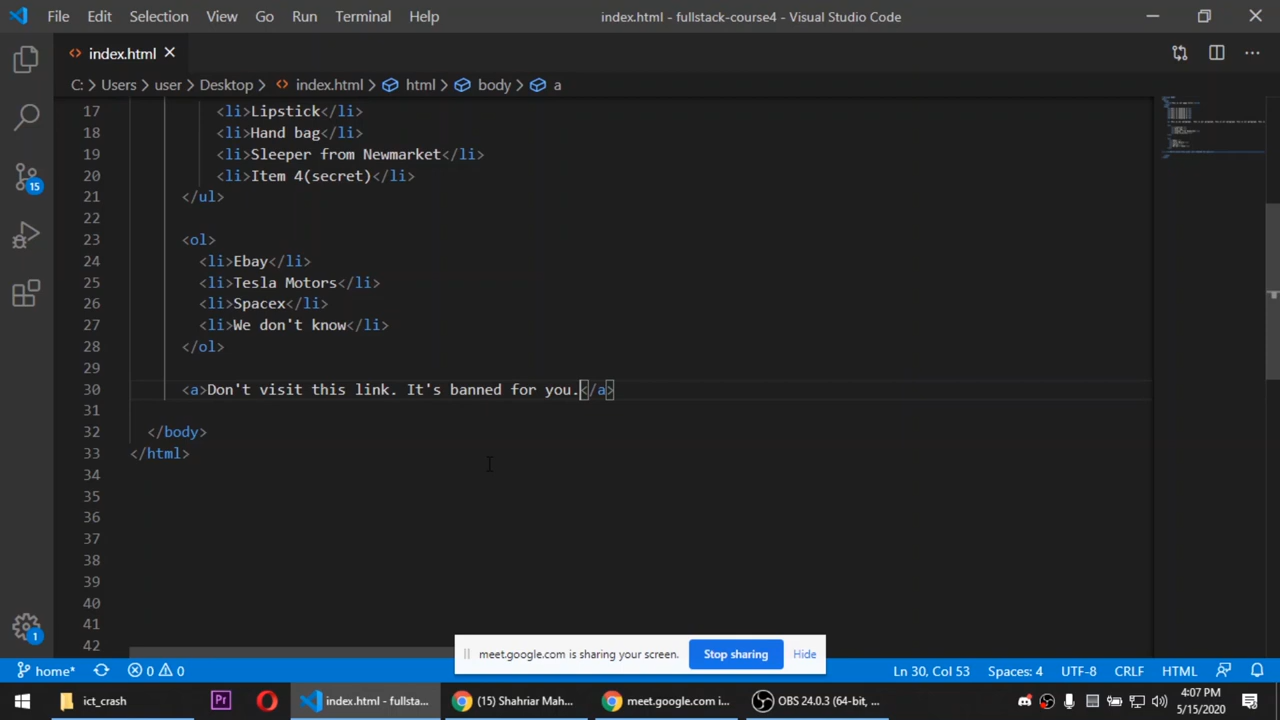 File Edit Selection View Go Run Terminal Help index.html - fullstack-course4 - Visual Studio Code
index.html
C: > Users > user > Desktop > index.html > html > body > a
17 <li>Lipstick</li>
18 <li>Hand bag</li>
19 <li>Sleeper from Newmarket</li>
20 <li>Item 4(secret)</li>
21 </ul>
22
23 <ol>
24 <li>Ebay</li>
25 <li>Tesla Motors</li>
26 <li>Spacex</li>
27 <li>We don't know</li>
28 </ol>
29
30 <a>Don't visit this link. It's banned for you.</a>
31
32 </body>
33 </html>
34
35
36
37
38
39
40
41
42
15
1
meet.google.com is sharing your screen. Stop sharing Hide
home* 0 0 Ln 30, Col 53 Spaces: 4 UTF-8 CRLF HTML
ict_crash Pr index.html - fullsta... (15) Shahriar Mah... meet.google.com i... OBS 24.0.3 (64-bit, ... 4:07 PM
5/15/2020